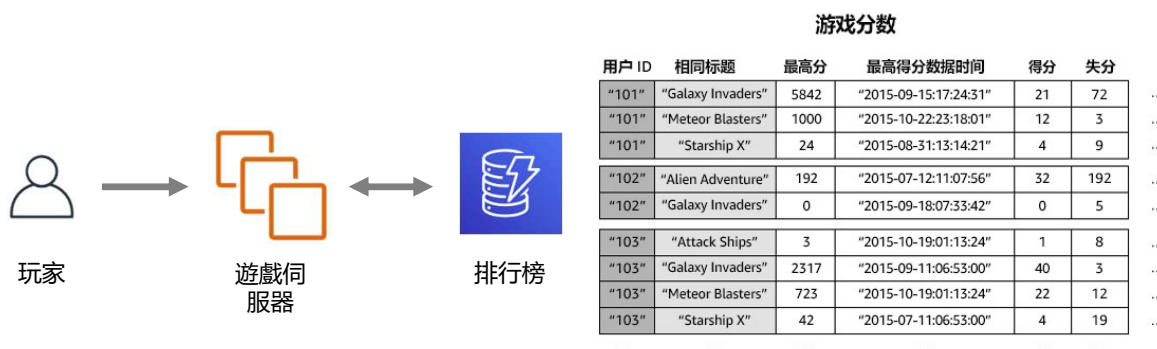 玩家
遊戲伺
服器
排行榜
游戏分数
用户 ID 相同标题 最高分 最高得分数据时间 得分 失分
“101” “Galaxy Invaders” 5842 “2015-09-15:17:24:31” 21 72 ..
“101” “Meteor Blasters” 1000 “2015-10-22:23:18:01” 12 3 ..
“101” “Starship X” 24 “2015-08-31:13:14:21” 4 9 ..
“102” “Alien Adventure” 192 “2015-07-12:11:07:56” 32 192 ..
“102” “Galaxy Invaders” 0 “2015-09-18:07:33:42” 0 5 ..
“103” “Attack Ships” 3 “2015-10-19:01:13:24” 1 8 ..
“103” “Galaxy Invaders” 2317 “2015-09-11:06:53:00” 40 3 ..
“103” “Meteor Blasters” 723 “2015-10-19:01:13:24” 22 12 ..
“103” “Starship X” 42 “2015-07-11:06:53:00” 4 19 ..